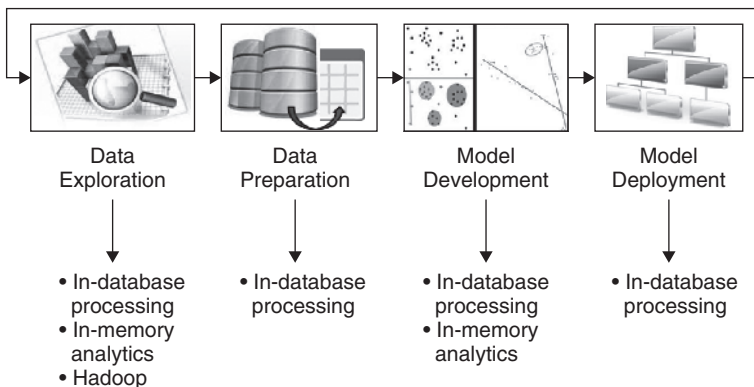 Data
Exploration
Data
Preparation
Model
Development
Model
Deployment
• In-database
processing
• In-memory
analytics
• Hadoop
• In-database
processing
• In-database
processing
• In-memory
analytics
• In-database
processing